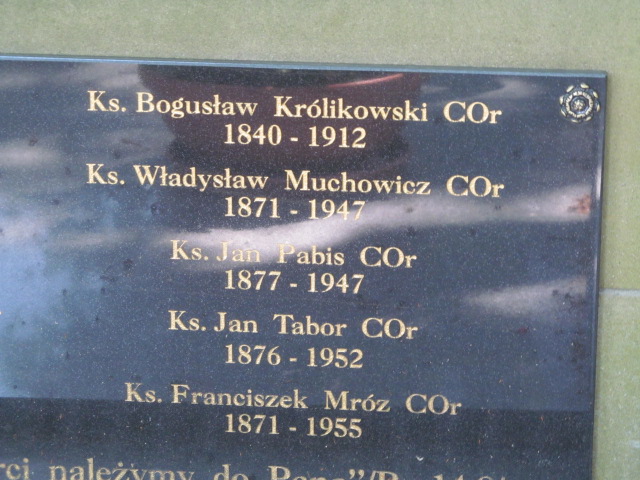 Ks. Bogusław Królikowski COr
1840 - 1912
Ks. Władysław Muchowicz COr
1871 - 1947
Ks. Jan Pabis COr
1877 - 1947
Ks. Jan Tabor COr
1876 - 1952
Ks. Franciszek Mróz COr
1871 - 1955
należymy do Pana"